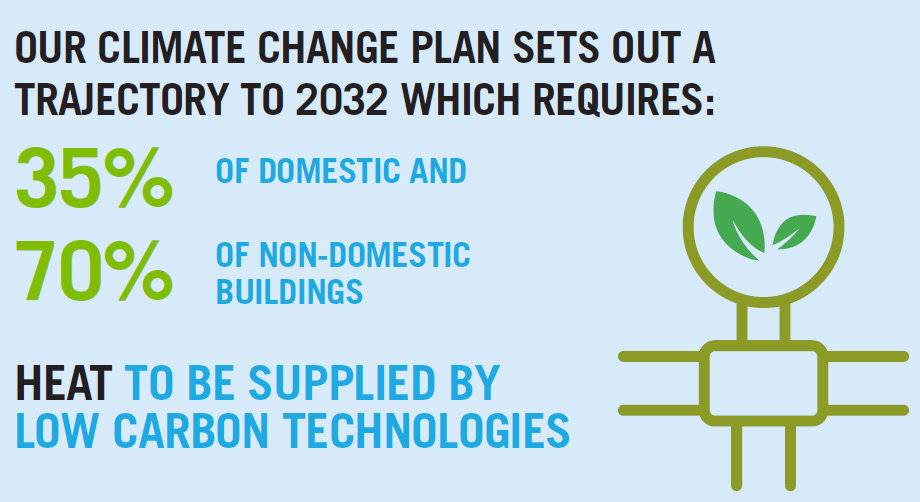 OUR CLIMATE CHANGE PLAN SETS OUT A
TRAJECTORY TO 2032 WHICH REQUIRES:
35% OF DOMESTIC AND
70% OF NON-DOMESTIC
BUILDINGS
HEAT TO BE SUPPLIED BY
LOW CARBON TECHNOLOGIES